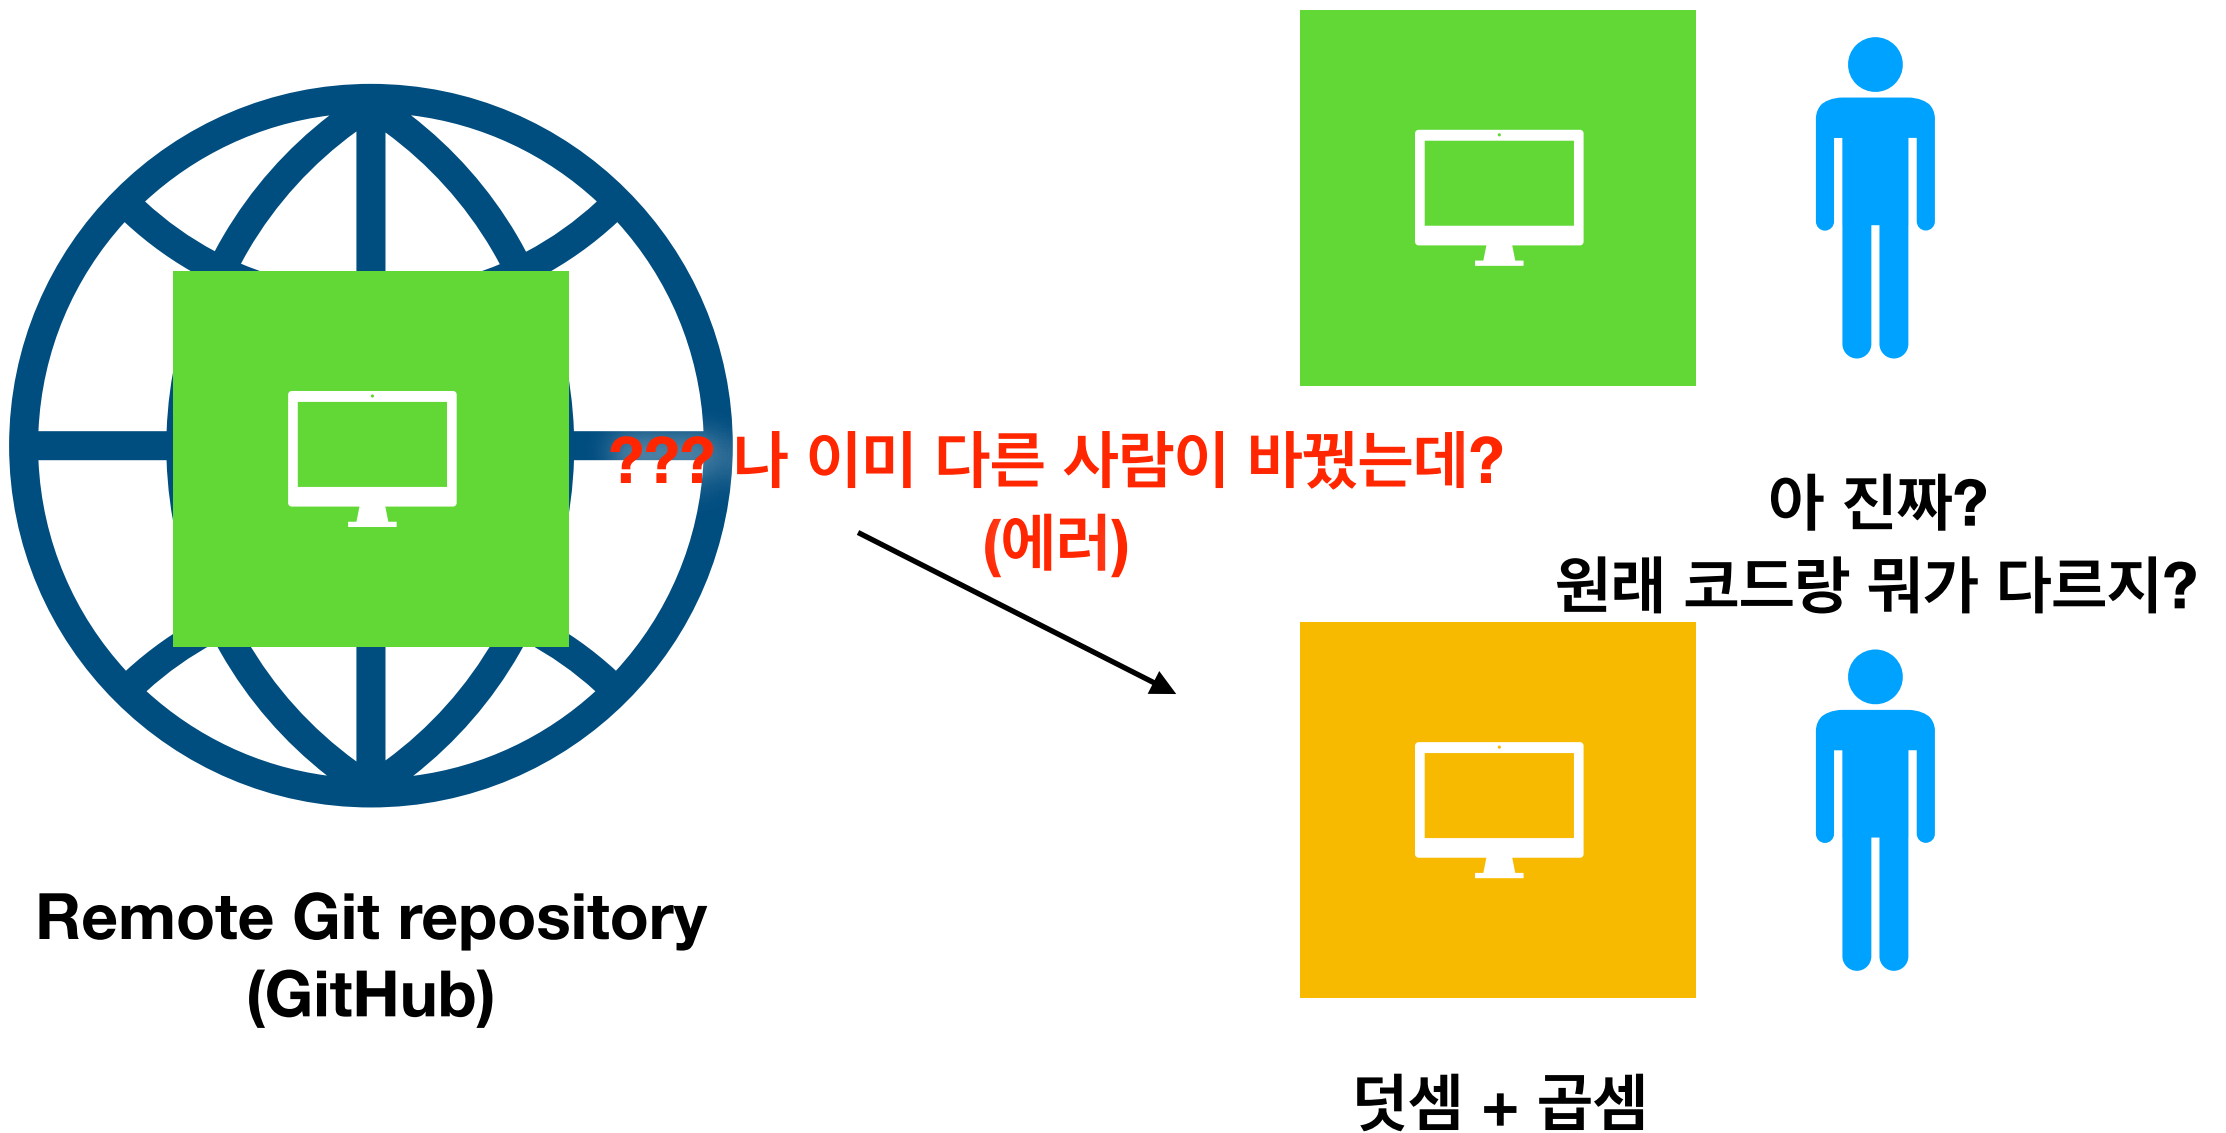 ??? 나 이미 다른 사람이 바꿨는데?
(에러)
아 진짜?
원래 코드랑 뭐가 다르지?
Remote Git repository
(GitHub)
덧셈 + 곱셈